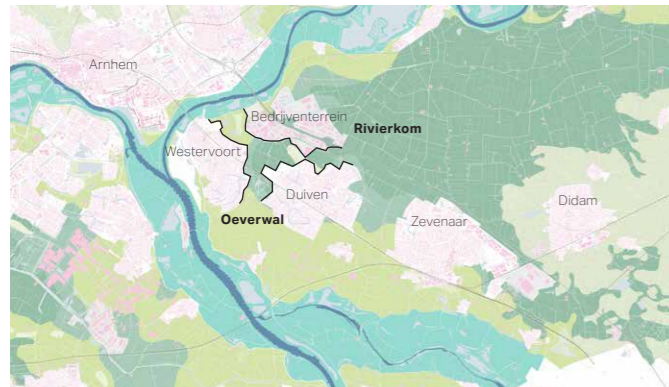 Arnhem
Bedrijventerrein
Rivierkom
Westervoort
Duiven
Didam
Oeverwal
Zevenaar